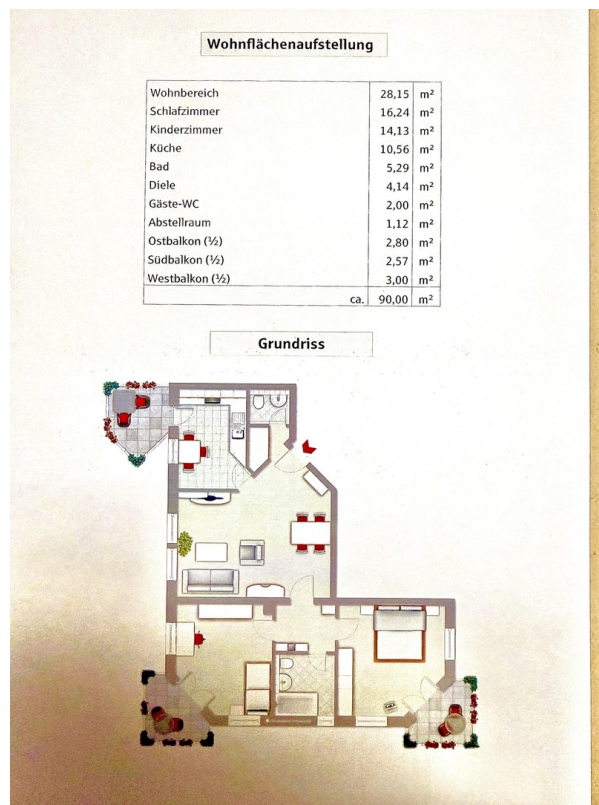 Wohnflächenaufstellung
Wohnbereich 28,15 m²
Schlafzimmer 16,24 m²
Kinderzimmer 14,13 m²
Küche 10,56 m²
Bad 5,29 m²
Diele 4,14 m²
Gäste-WC 2,00 m²
Abstellraum 1,12 m²
Ostbalkon (½) 2,80 m²
Südbalkon (½) 2,57 m²
Westbalkon (½) 3,00 m²
ca. 90,00 m²
Grundriss